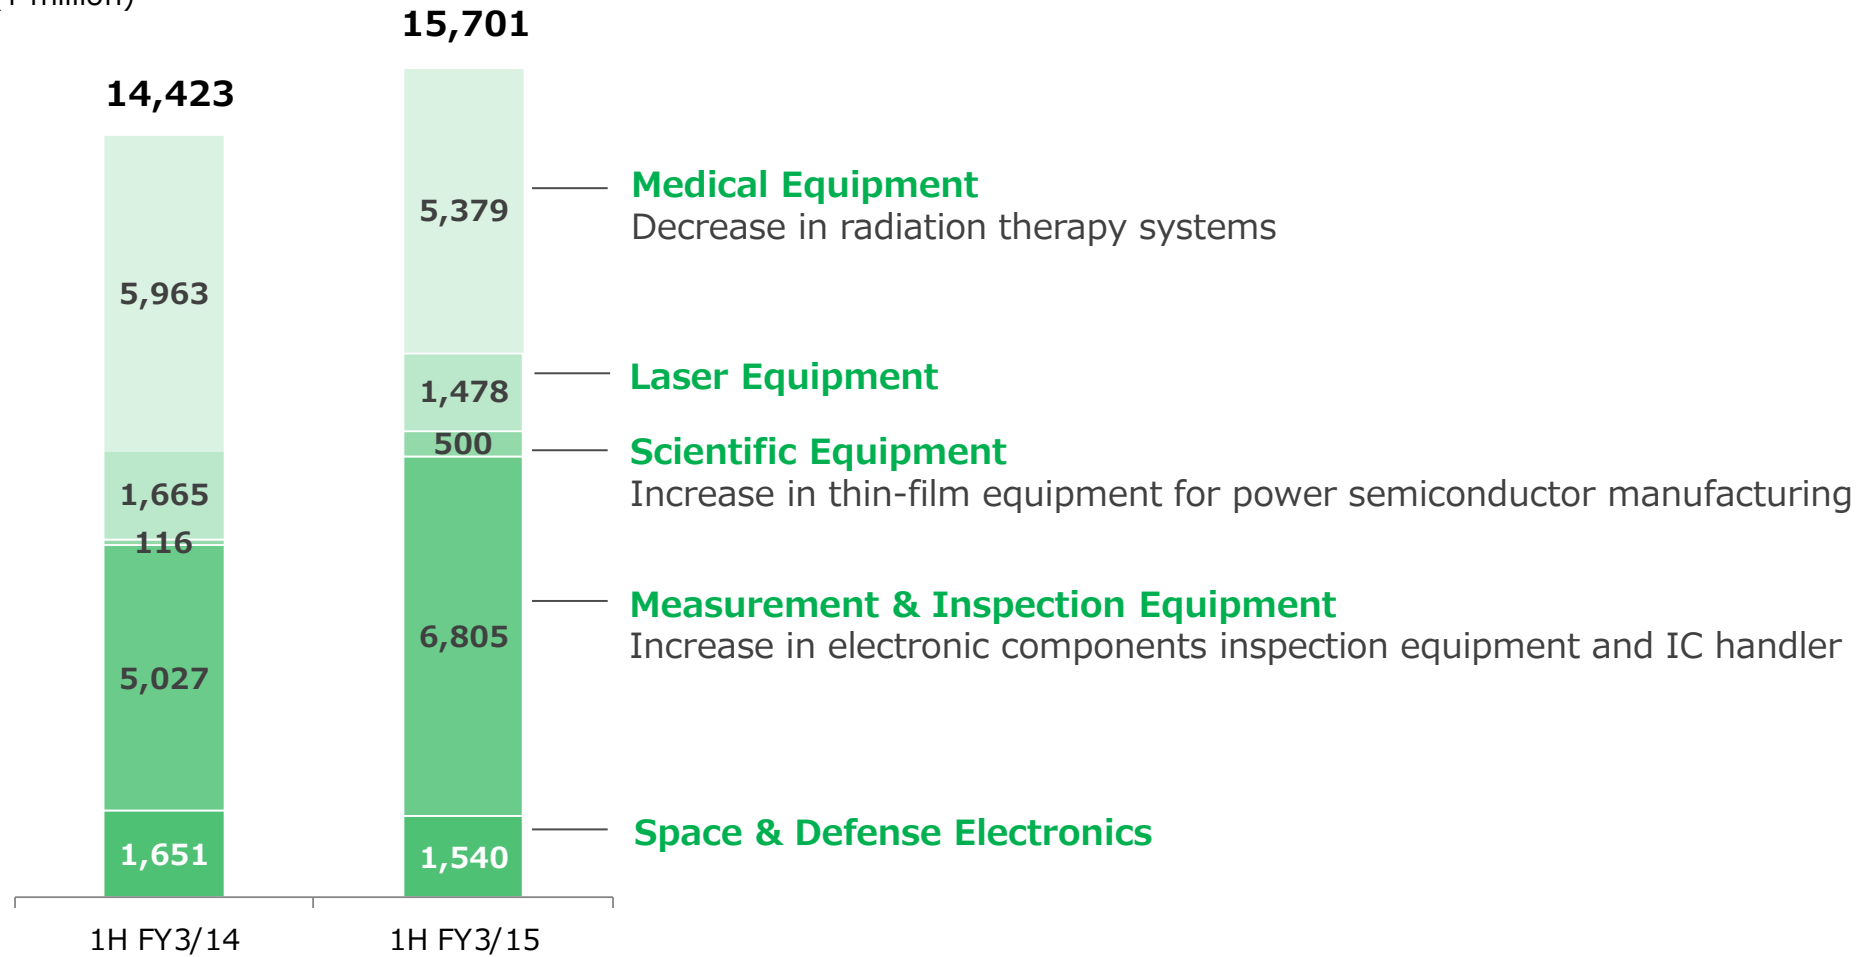 million)
14,423
15,701
5,963
1,665
116
5,027
1,651
5,379
1,478
500
6,805
1,540
Medical Equipment
Decrease in radiation therapy systems
Laser Equipment
Scientific Equipment
Increase in thin-film equipment for power semiconductor manufacturing
Measurement & Inspection Equipment
Increase in electronic components inspection equipment and IC handler
Space & Defense Electronics
1H FY3/14
1H FY3/15